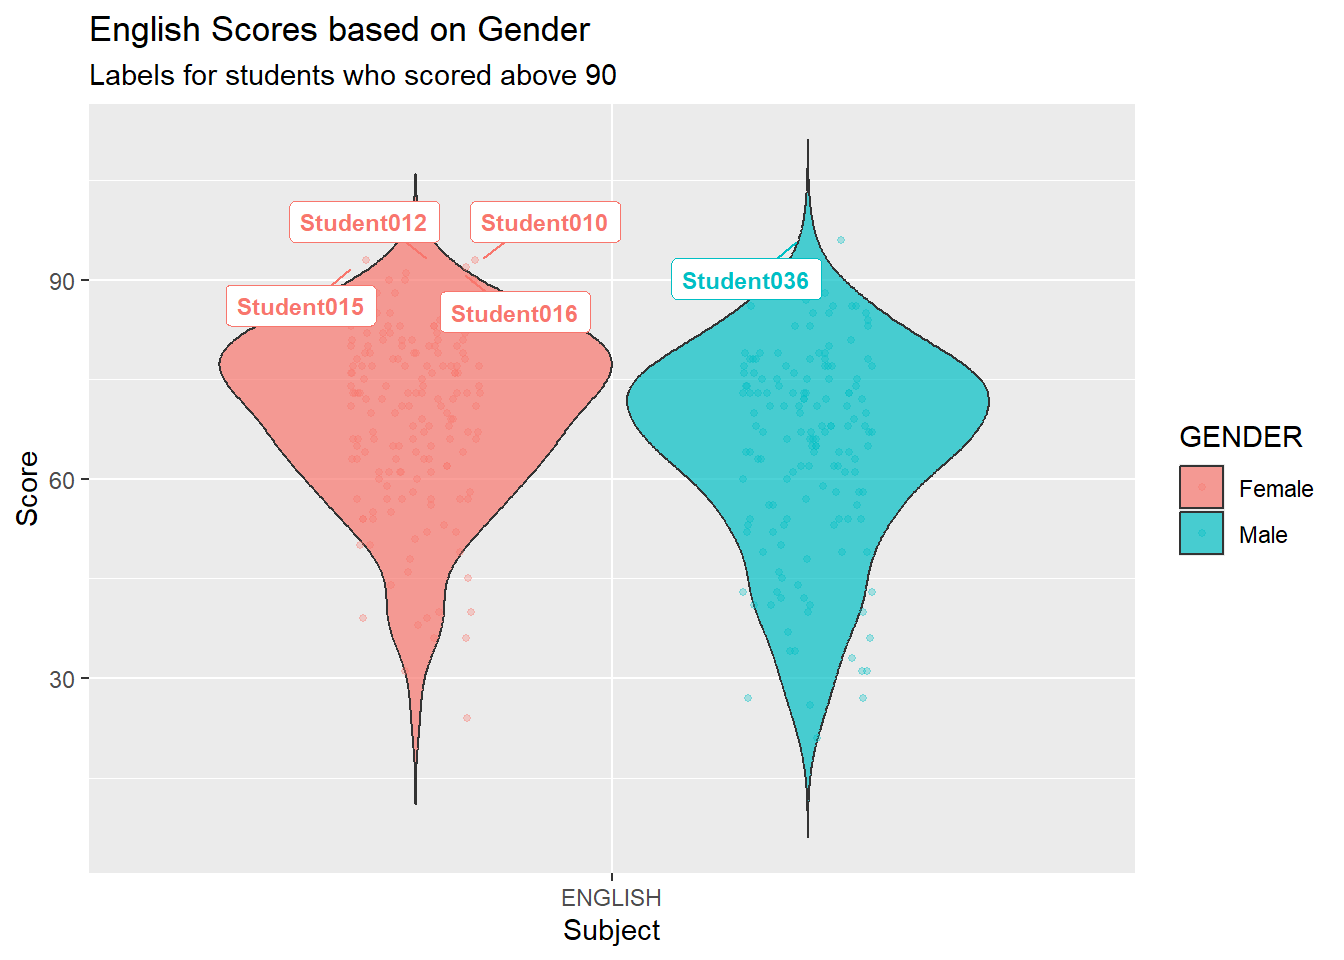 English Scores based on Gender
Labels for students who scored above 90
Student012
Student010
Student036
Student015
Student016
90
60
30
Score
ENGLISH
Subject
GENDER
Female
Male